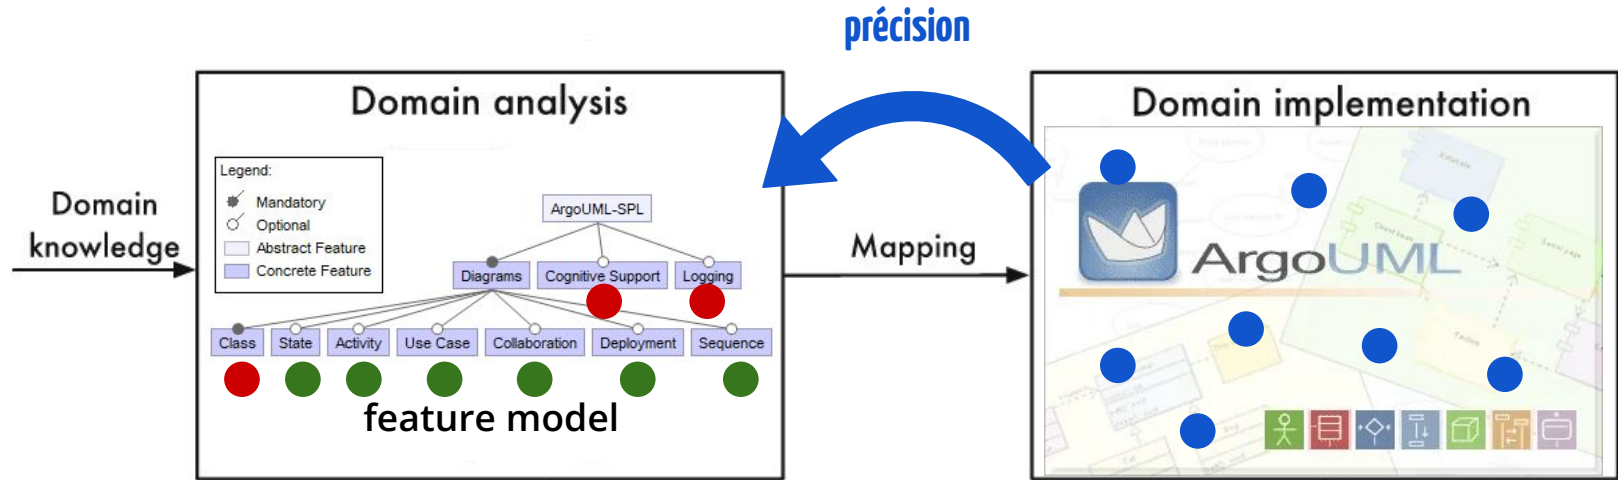 précision
Domain analysis
Domain implementation
Legend:
Mandatory
Optional
Abstract Feature
Concrete Feature
Domain
knowledge
ArgoUML-SPL
Diagrams
Cognitive Support
Logging
Class
State
Activity
Use Case
Collaboration
Deployment
Sequence
feature model
Mapping
ArgoUML